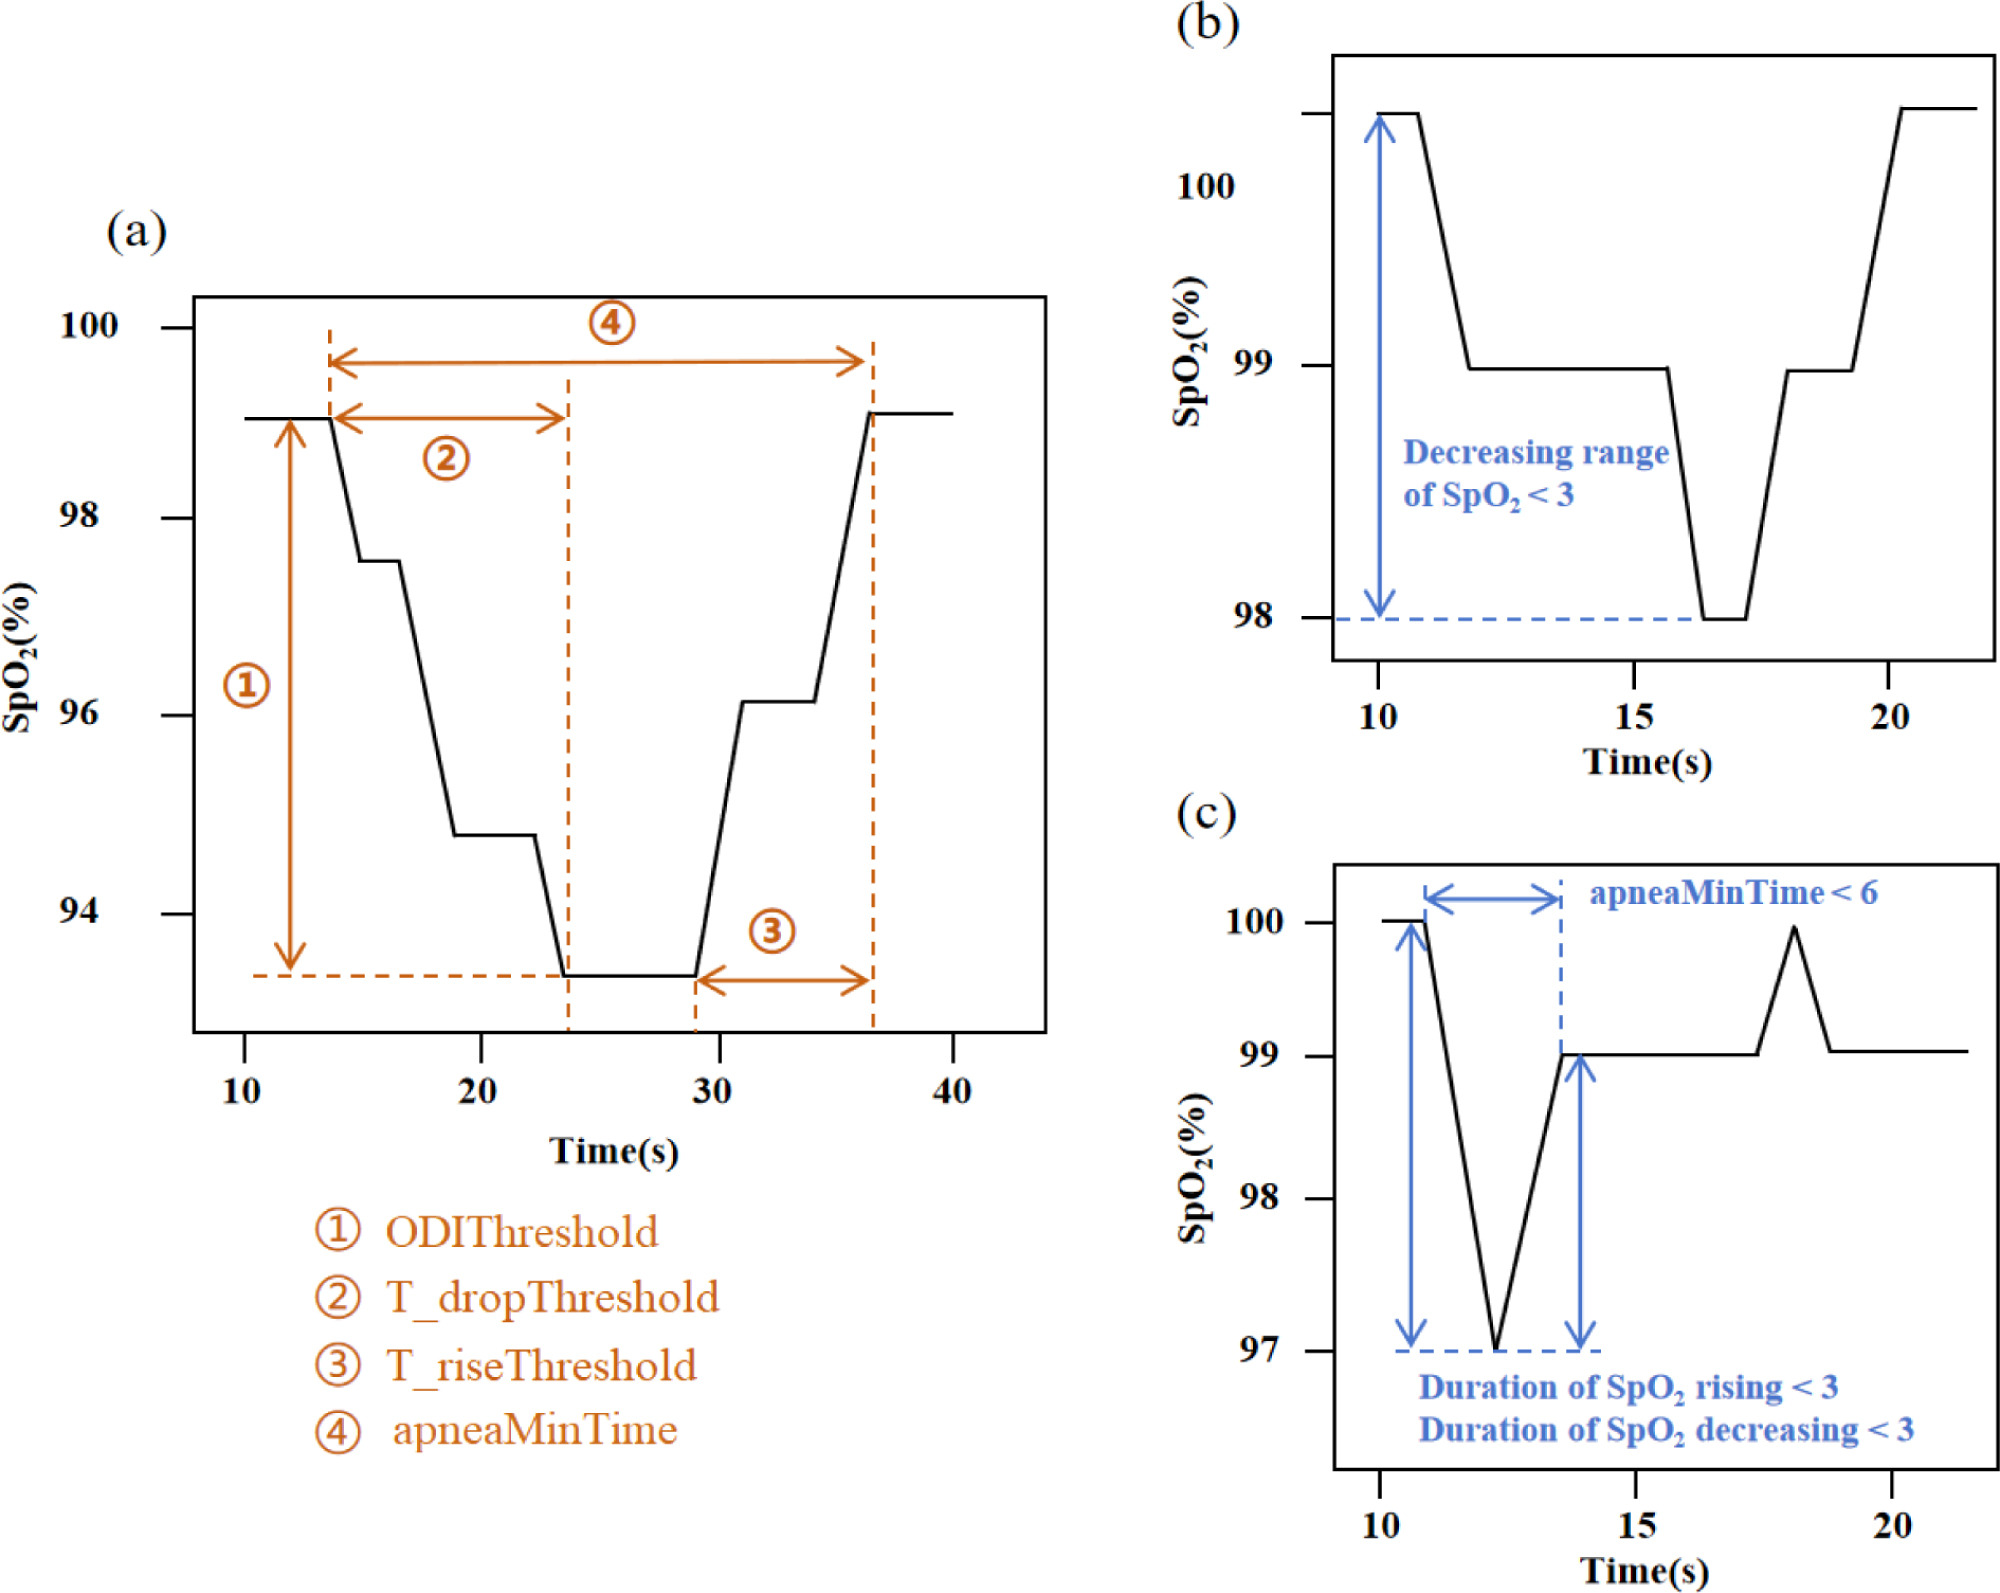 (a)
100
98
96
94
SpO₂(%)
①
②
③
④
10 20 30 40
Time(s)
① ODIThreshold
② T_dropThreshold
③ T_riseThreshold
④ apneaMinTime
(b)
100
99
98
SpO₂(%)
Decreasing range
of SpO₂ < 3
10 15 20
Time(s)
(c)
100
99
98
97
SpO₂(%)
apneaMinTime < 6
Duration of SpO₂ rising < 3
Duration of SpO₂ decreasing < 3
10 15 20
Time(s)